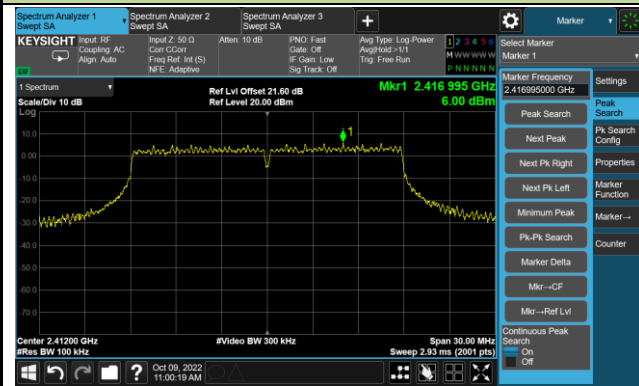 Spectrum Analyzer 1
Swept SA
Spectrum Analyzer 2
Swept SA
Spectrum Analyzer 3
Swept SA
+
Marker
KEYSIGHT
Input: RF
Coupling: AC
Align: Auto
Input Z: 50 Ω
Corr CCorr
Freq Ref: Int (S)
NFE: Adaptive
Atten: 10 dB
PNO: Fast
Gate: Off
IF Gain: Low
Sig Track: Off
Avg Type: Log-Power
Avg|Hold:>1/1
Trig: Free Run
1 2 3 4 5 6
M W W W W W
P N N N N N
Select Marker
Marker 1
1 Spectrum
Scale/Div 10 dB
Log
Ref Lvl Offset 21.60 dB
Ref Level 20.00 dBm
Mkr1 2.416 995 GHz
6.00 dBm
1
10.0
0.00
-10.0
-20.0
-30.0
-40.0
-50.0
-60.0
-70.0
Center 2.41200 GHz
#Res BW 100 kHz
#Video BW 300 kHz
Span 30.00 MHz
Sweep 2.93 ms (2001 pts)
Marker Frequency
2.416995000 GHz
Peak Search
Next Peak
Next Pk Right
Next Pk Left
Minimum Peak
Pk-Pk Search
Marker Delta
Mkr→CF
Mkr→Ref Lvl
Continuous Peak
Search
On
Off
Settings
Peak
Search
Pk Search
Config
Properties
Marker
Function
Marker→
Counter
?
Oct 09, 2022
11:00:19 AM